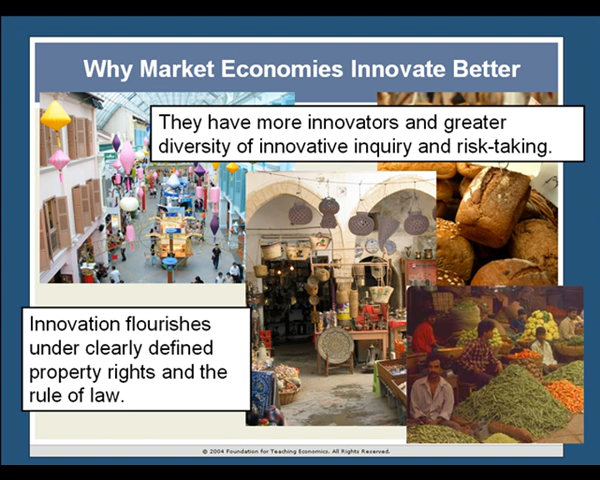 Why Market Economies Innovate Better
They have more innovators and greater
diversity of innovative inquiry and risk-taking.
Innovation flourishes
under clearly defined
property rights and the
rule of law.
© 2004 Foundation for Teaching Economics. All Rights Reserved.